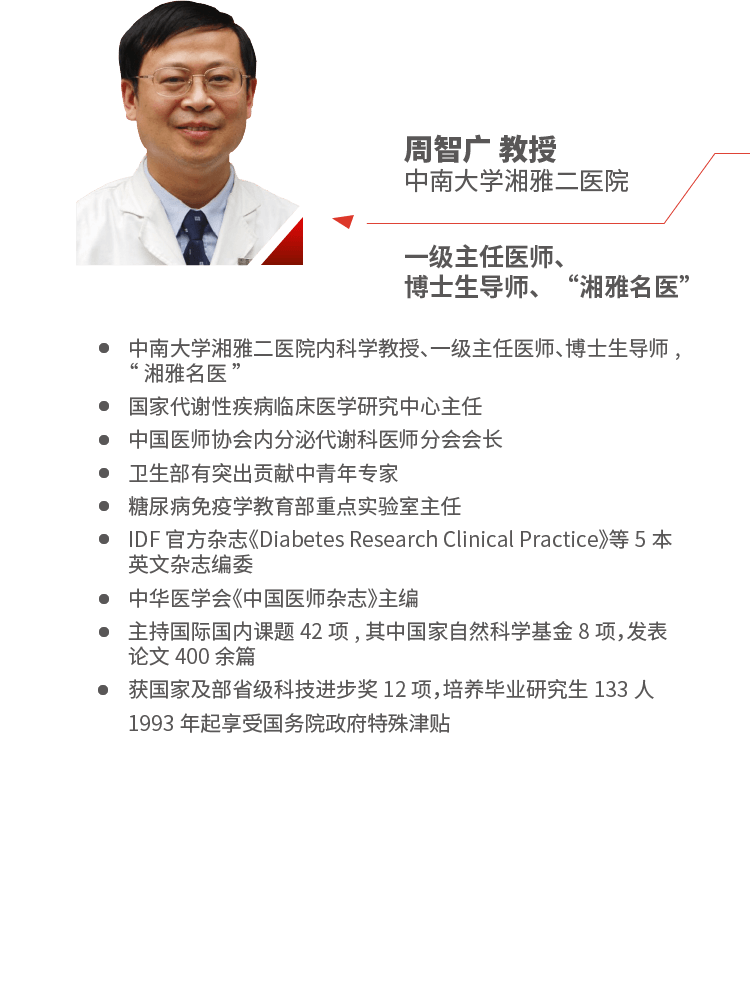 周智广 教授
中南大学湘雅二医院
一级主任医师、
博士生导师、“湘雅名医”
中南大学湘雅二医院内科学教授、一级主任医师、博士生导师，
“ 湘雅名医 ”
国家代谢性疾病临床医学研究中心主任
中国医师协会内分泌代谢科医师分会会长
卫生部有突出贡献中青年专家
糖尿病免疫学教育部重点实验室主任
IDF 官方杂志《Diabetes Research Clinical Practice》等 5 本
英文杂志编委
中华医学会《中国医师杂志》主编
主持国际国内课题 42 项 , 其中国家自然科学基金 8 项，发表
论文 400 余篇
获国家及部省级科技进步奖 12 项，培养毕业研究生 133 人
1993 年起享受国务院政府特殊津贴